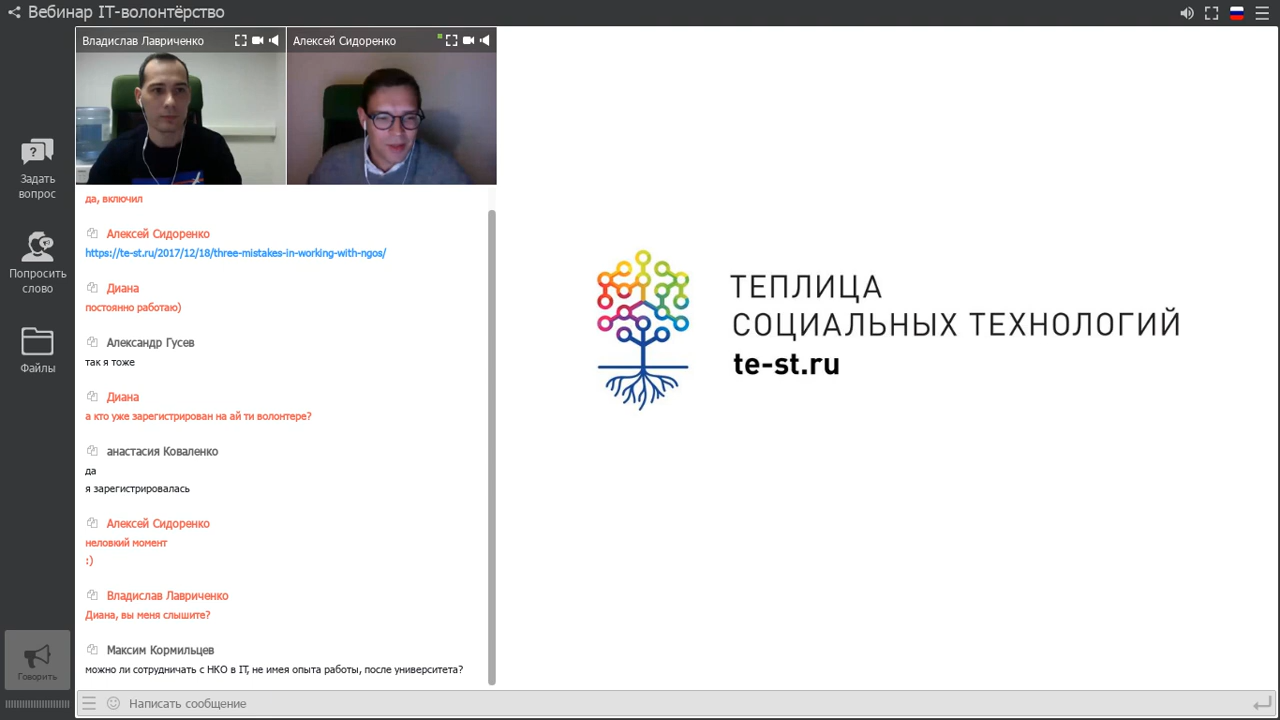 Вебинар IT-волонтёрство
Владислав Лавриченко
Алексей Сидоренко
Задать
вопрос
Попросить
слово
Файлы
Говорить
да, включил
Алексей Сидоренко
https://te-st.ru/2017/12/18/three-mistakes-in-working-with-ngos/
Диана
постоянно работаю)
Александр Гусев
так я тоже
Диана
а кто уже зарегистрирован на ай ти волонтере?
анастасия Коваленко
да
я зарегистрировалась
Алексей Сидоренко
неловкий момент
:)
Владислав Лавриченко
Диана, вы меня слышите?
Максим Кормильцев
можно ли сотрудничать с НКО в IT, не имея опыта работы, после университета?
Написать сообщение
ТЕПЛИЦА
СОЦИАЛЬНЫХ ТЕХНОЛОГИЙ
te-st.ru